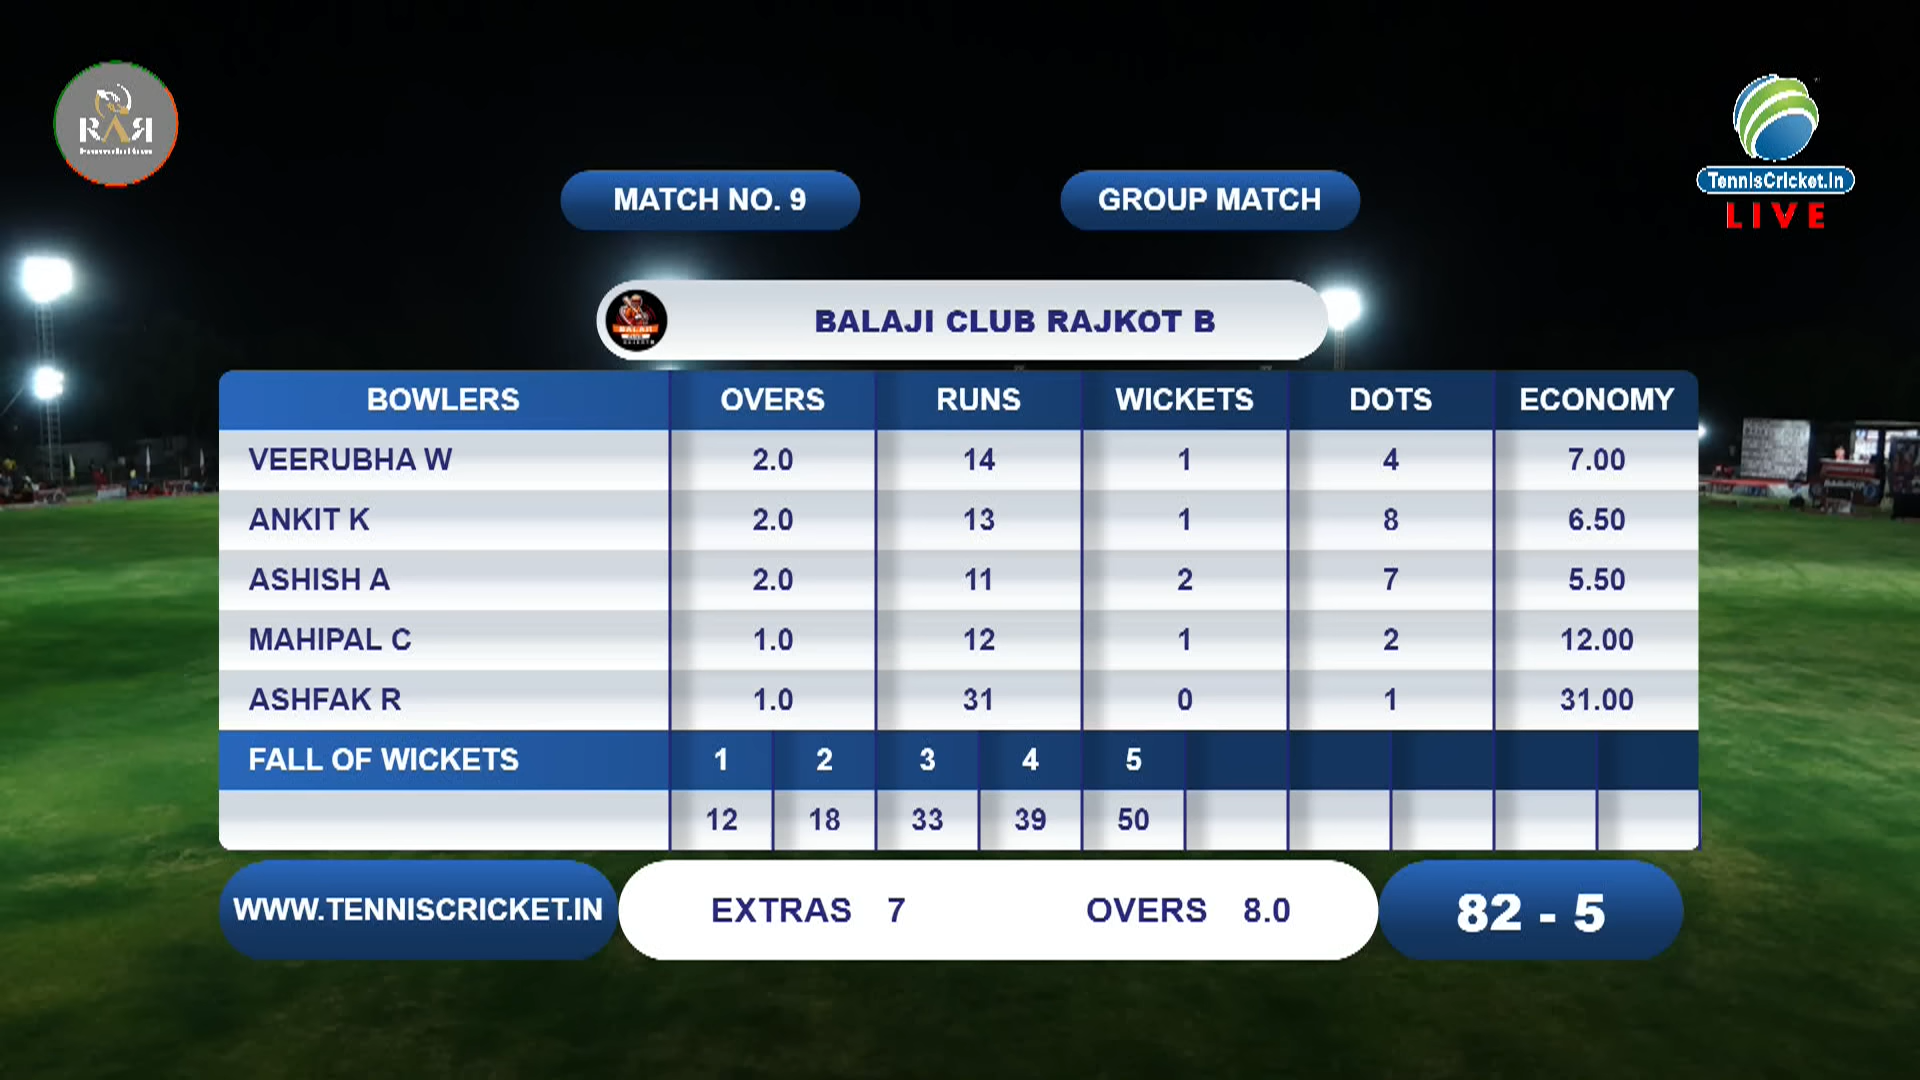 RAR
TennisCricket.in
LIVE
MATCH NO. 9
GROUP MATCH
BALAJI
BALAJI CLUB RAJKOT B
BOWLERS OVERS RUNS WICKETS DOTS ECONOMY
VEERUBHA W 2.0 14 1 4 7.00
ANKIT K 2.0 13 1 8 6.50
ASHISH A 2.0 11 2 7 5.50
MAHIPAL C 1.0 12 1 2 12.00
ASHFAK R 1.0 31 0 1 31.00
FALL OF WICKETS 1 2 3 4 5
12 18 33 39 50
WWW.TENNISCRICKET.IN EXTRAS 7 OVERS 8.0 82 - 5